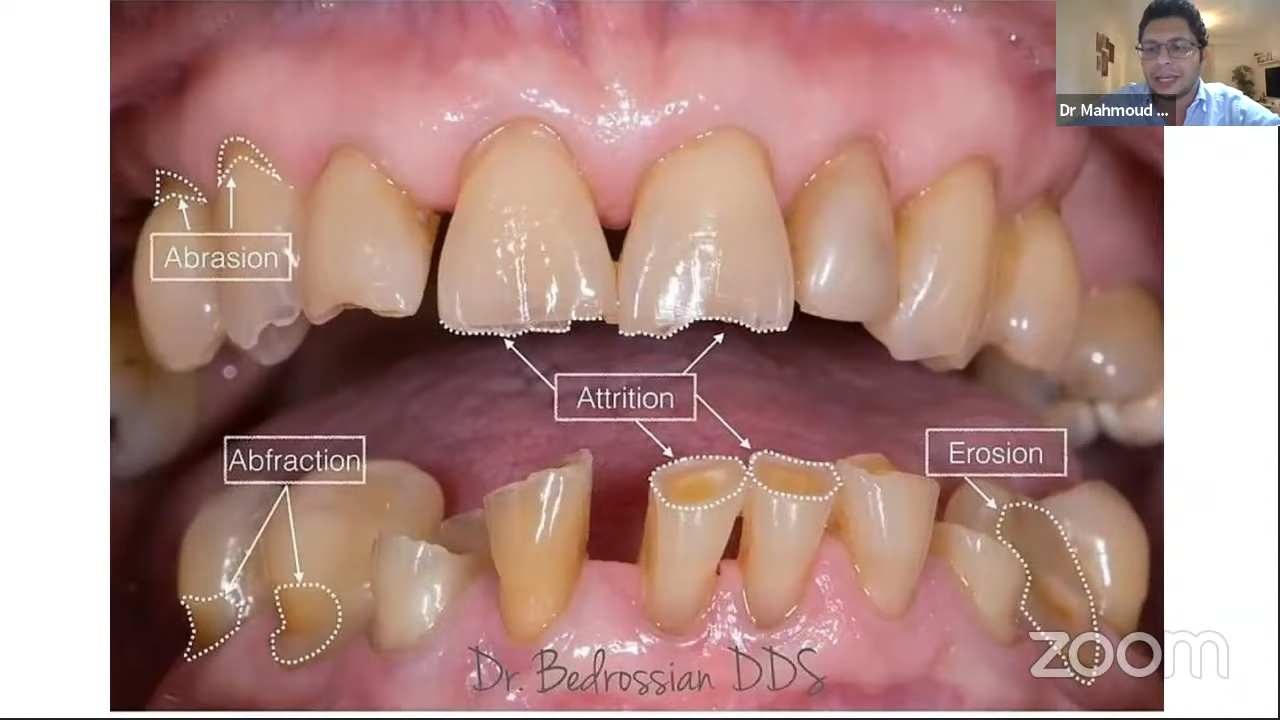 Dr Mahmoud ...
Abrasion
Attrition
Abfraction
Erosion
zoom
Dr. Bedrossian DDS